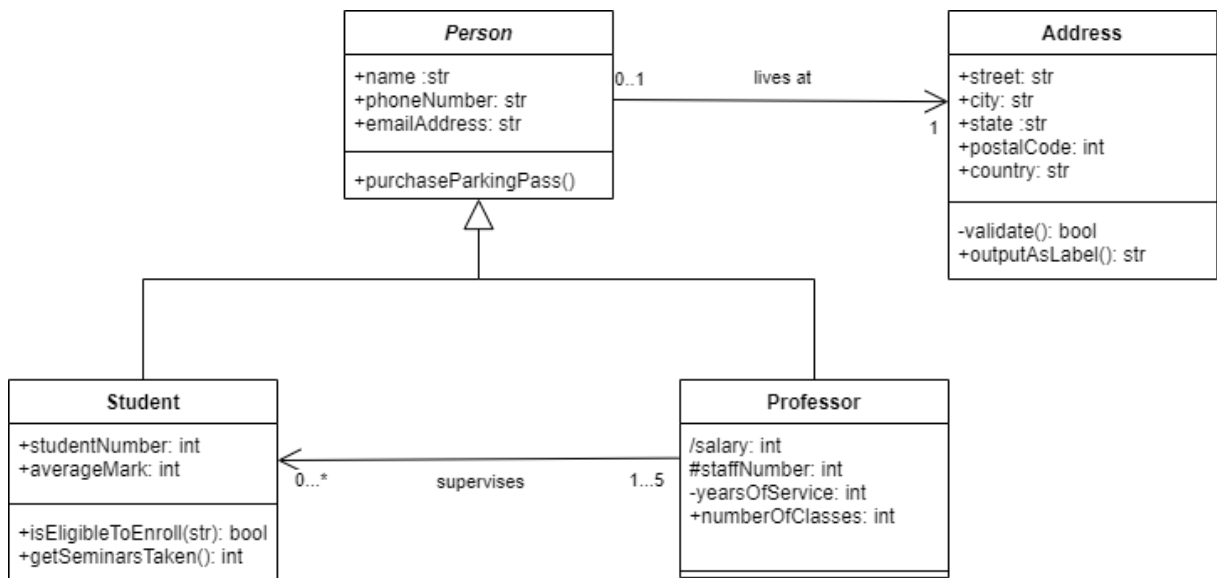 Person
+name :str
+phoneNumber: str
+emailAddress: str
+purchaseParkingPass()
0..1
lives at
1
Address
+street: str
+city: str
+state :str
+postalCode: int
+country: str
-validate(): bool
+outputAsLabel(): str
Student
+studentNumber: int
+averageMark: int
+isEligibleToEnroll(str): bool
+getSeminarsTaken(): int
0...*
supervises
1...5
Professor
/salary: int
#staffNumber: int
-yearsOfService: int
+numberOfClasses: int